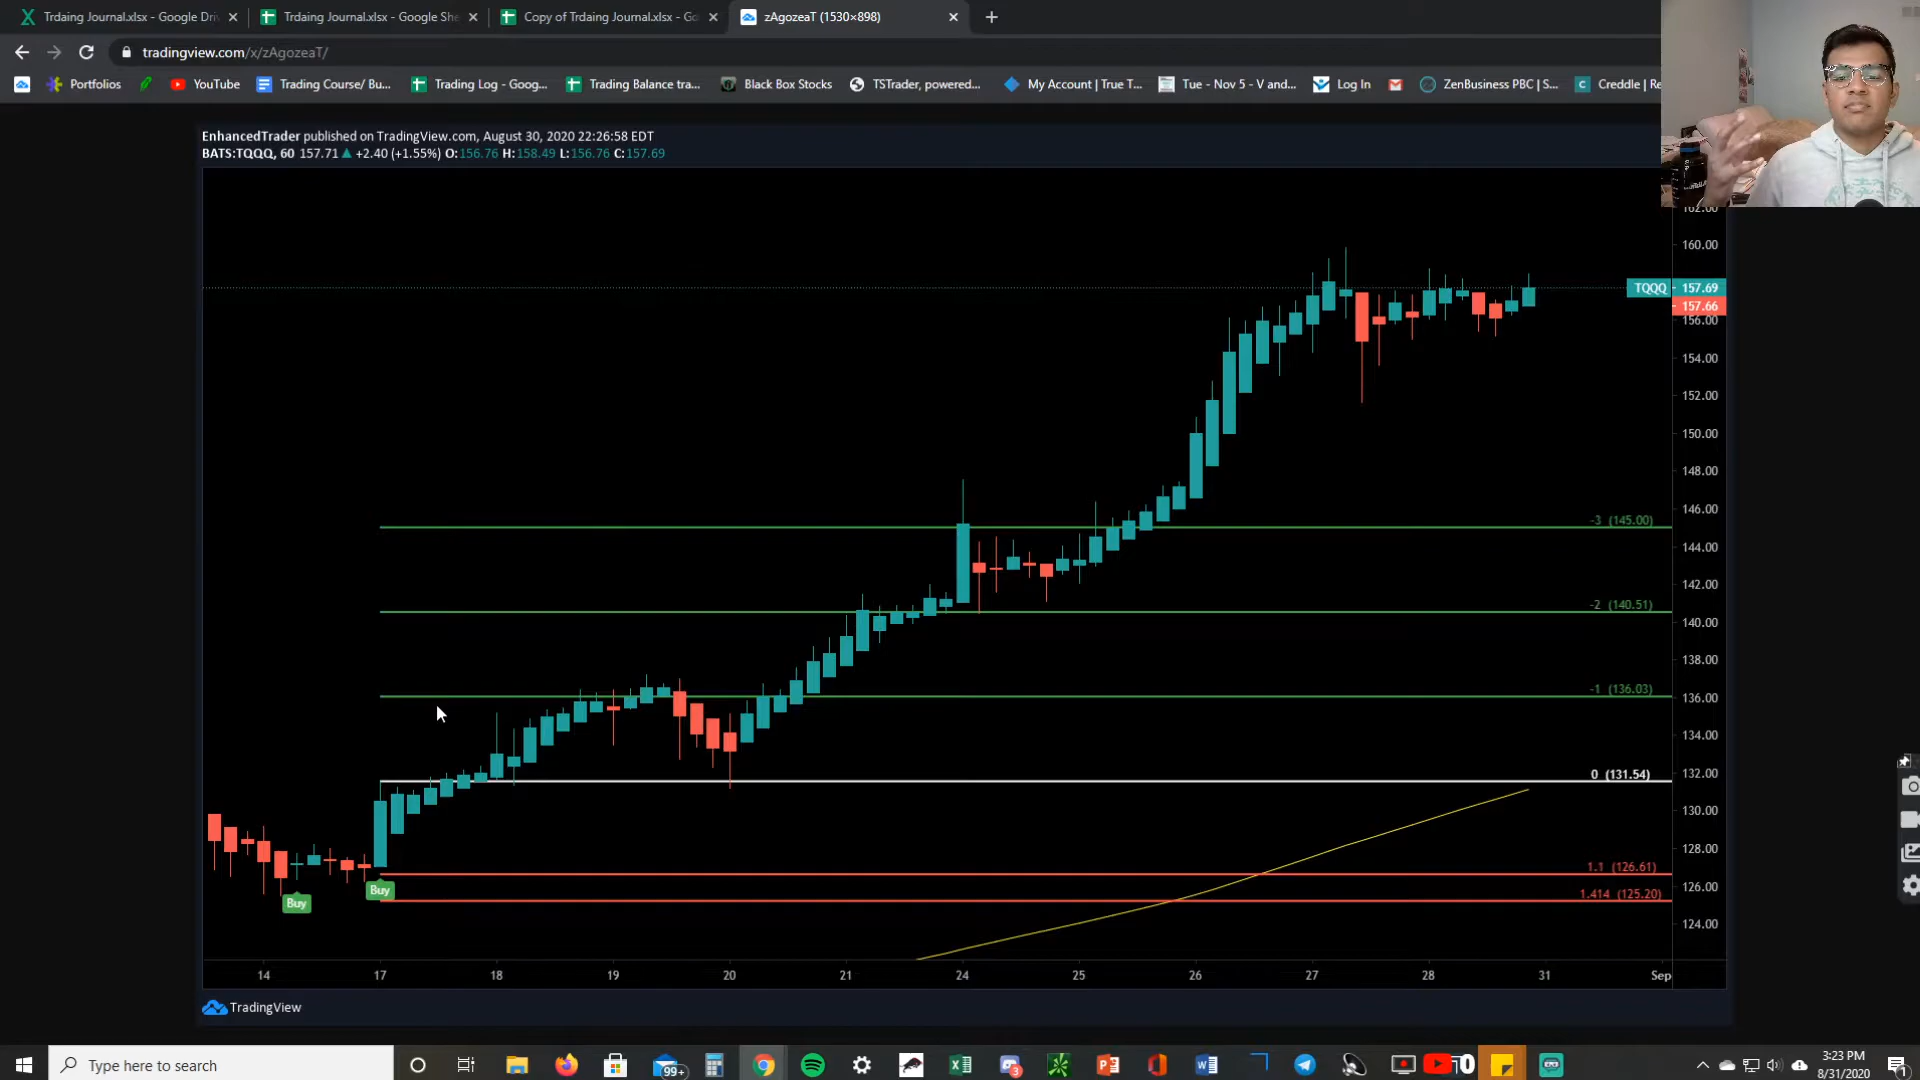 Trdaing Journal.xlsx - Google Dri
Trdaing Journal.xlsx - Google She
Copy of Trdaing Journal.xlsx - Go
zAgozeaT (1530×898)
tradingview.com/x/zAgozeaT/
Portfolios
YouTube
Trading Course/ Bu...
Trading Log - Goog...
Trading Balance tra...
Black Box Stocks
TSTrader, powered...
My Account | True T...
Tue - Nov 5 - V and...
Log In
ZenBusiness PBC | S...
Creddle | Re
EnhancedTrader published on TradingView.com, August 30, 2020 22:26:58 EDT
BATS:TQQQ, 60 157.71 ▲ +2.40 (+1.55%) O:156.76 H:158.49 L:156.76 C:157.69
162.00
160.00
TQQQ 157.69
157.66
156.00
154.00
152.00
150.00
148.00
146.00
-3 (145.00)
144.00
142.00
-2 (140.51)
140.00
138.00
-1 (136.03)
136.00
134.00
0 (131.54)
132.00
130.00
128.00
1.1 (126.61)
126.00
1.414 (125.20)
124.00
Buy
Buy
14 17 18 19 20 21 24 25 26 27 28 31 Sep
TradingView
Type here to search
99+
3
3:23 PM
8/31/2020
1